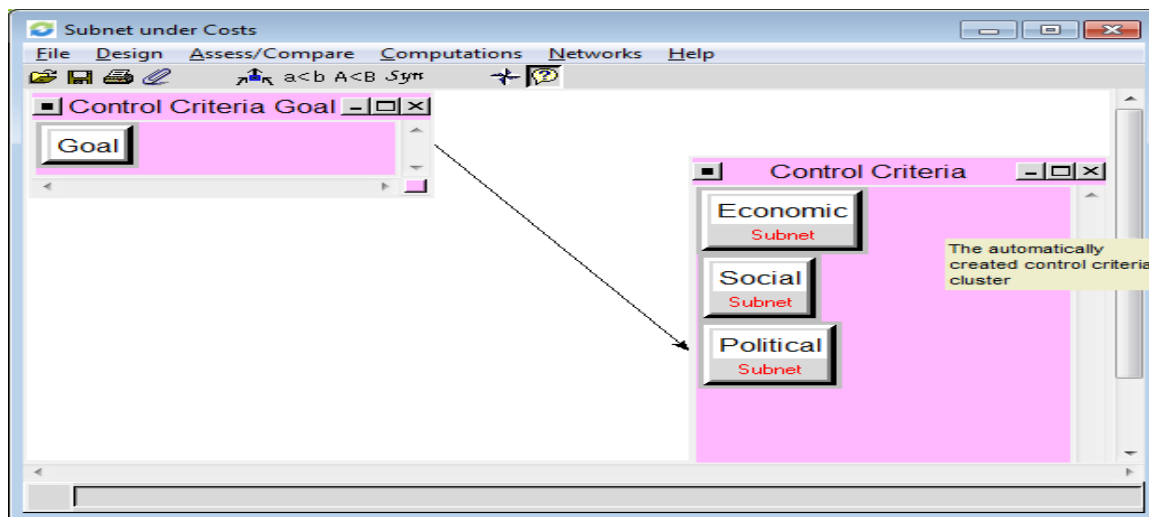 Subnet under Costs
File Design Assess/Compare Computations Networks Help
a<b A<B Syn
Control Criteria Goal
Goal
Control Criteria
Economic
Subnet
The automatically
created control criteria
cluster
Social
Subnet
Political
Subnet